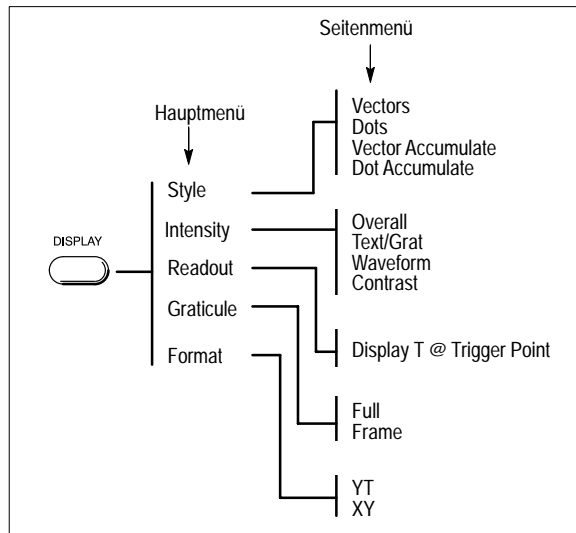 Seitenmenü
Hauptmenü
Vectors
Dots
Vector Accumulate
Dot Accumulate
Style
Intensity
Overall
Text/Grat
Waveform
Contrast
DISPLAY
Readout
Graticule
Display T @ Trigger Point
Format
Full
Frame
YT
XY